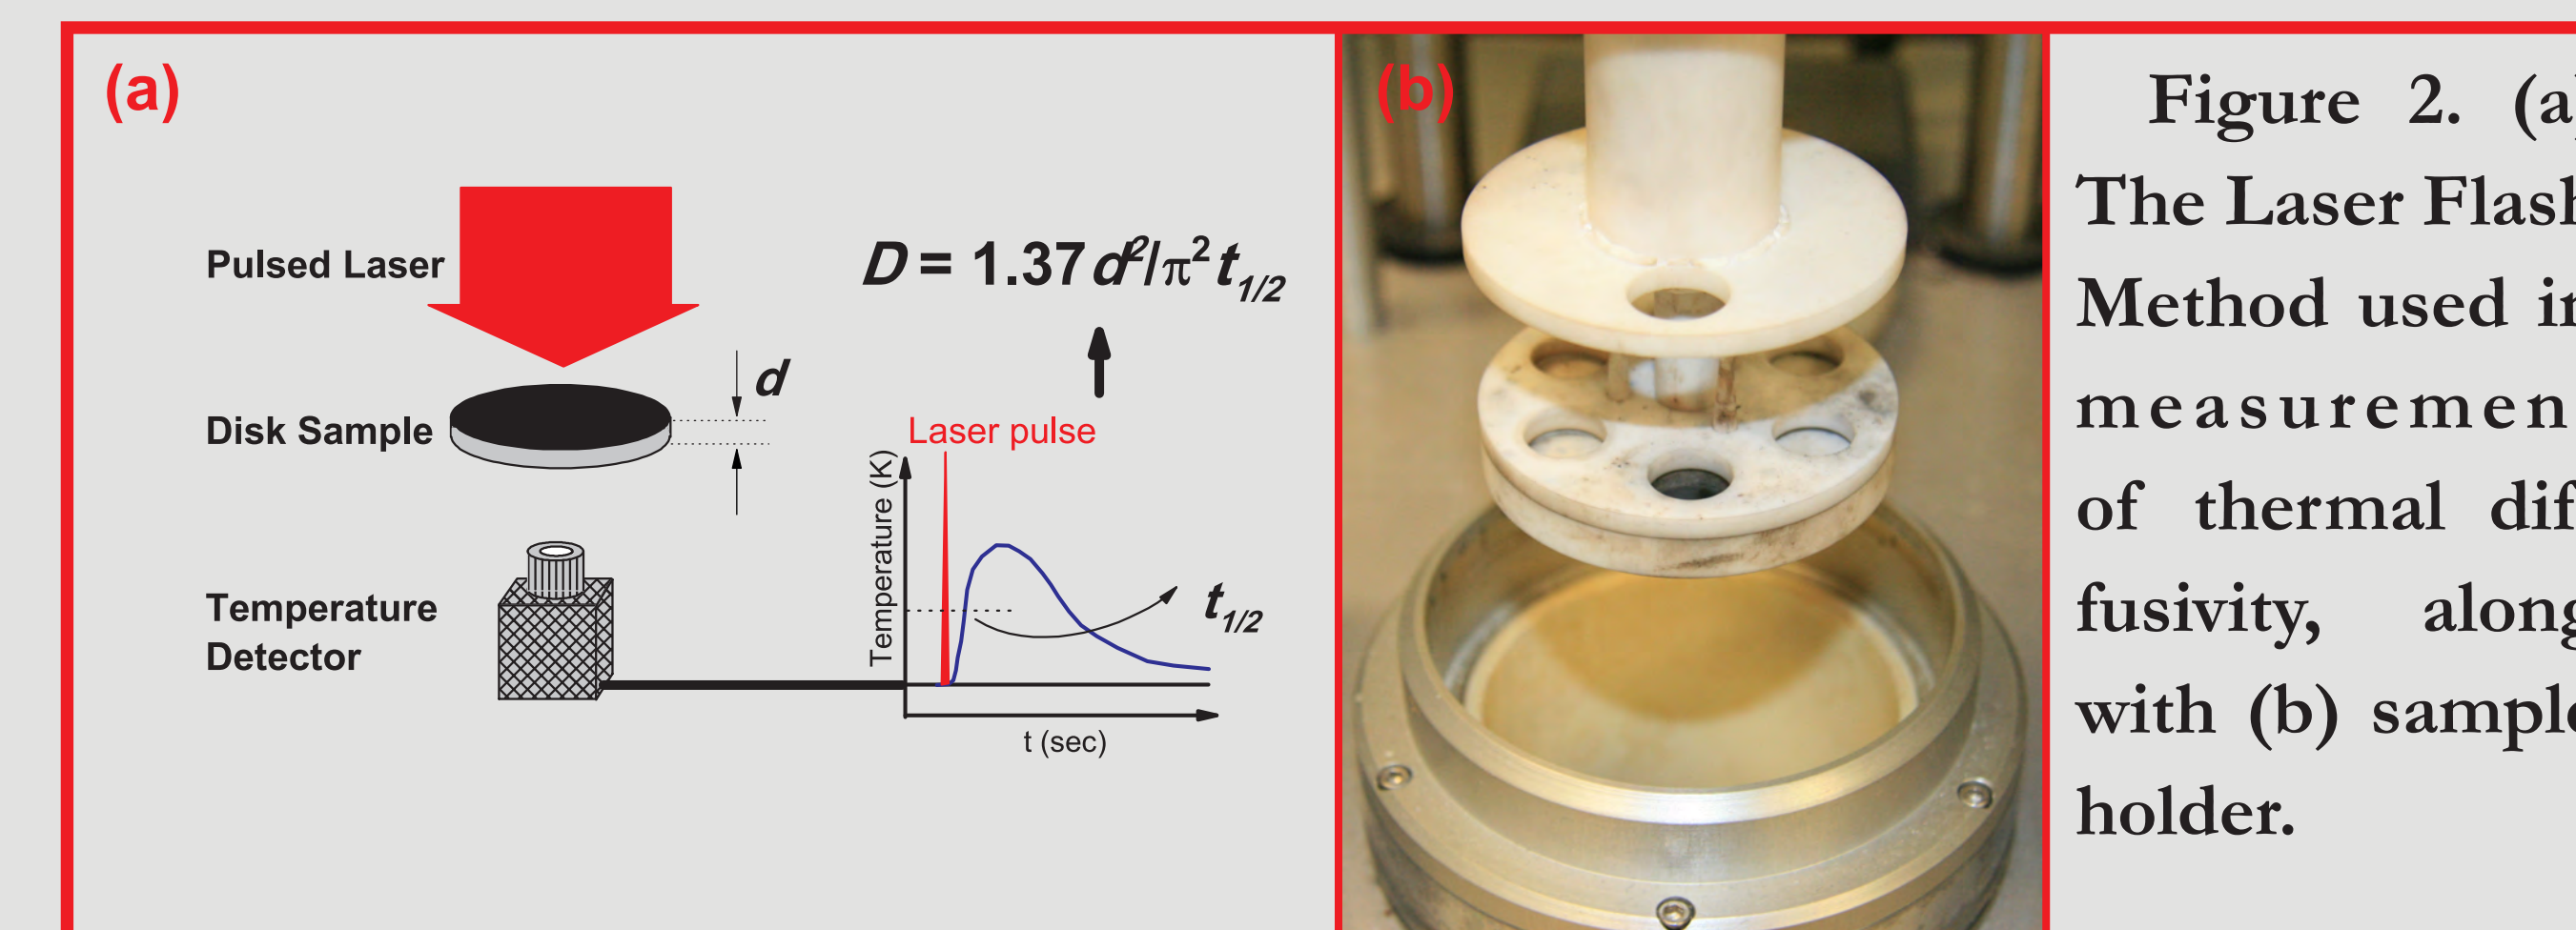 (a)
Pulsed Laser
D = 1.37 d²/π² t1/2
d
Disk Sample
Laser pulse
Temperature (K)
Temperature
Detector
t1/2
t (sec)
(b)
Figure 2. (a)
The Laser Flash
Method used in
measuremen
of thermal dif
fusivity, along
with (b) sample
holder.